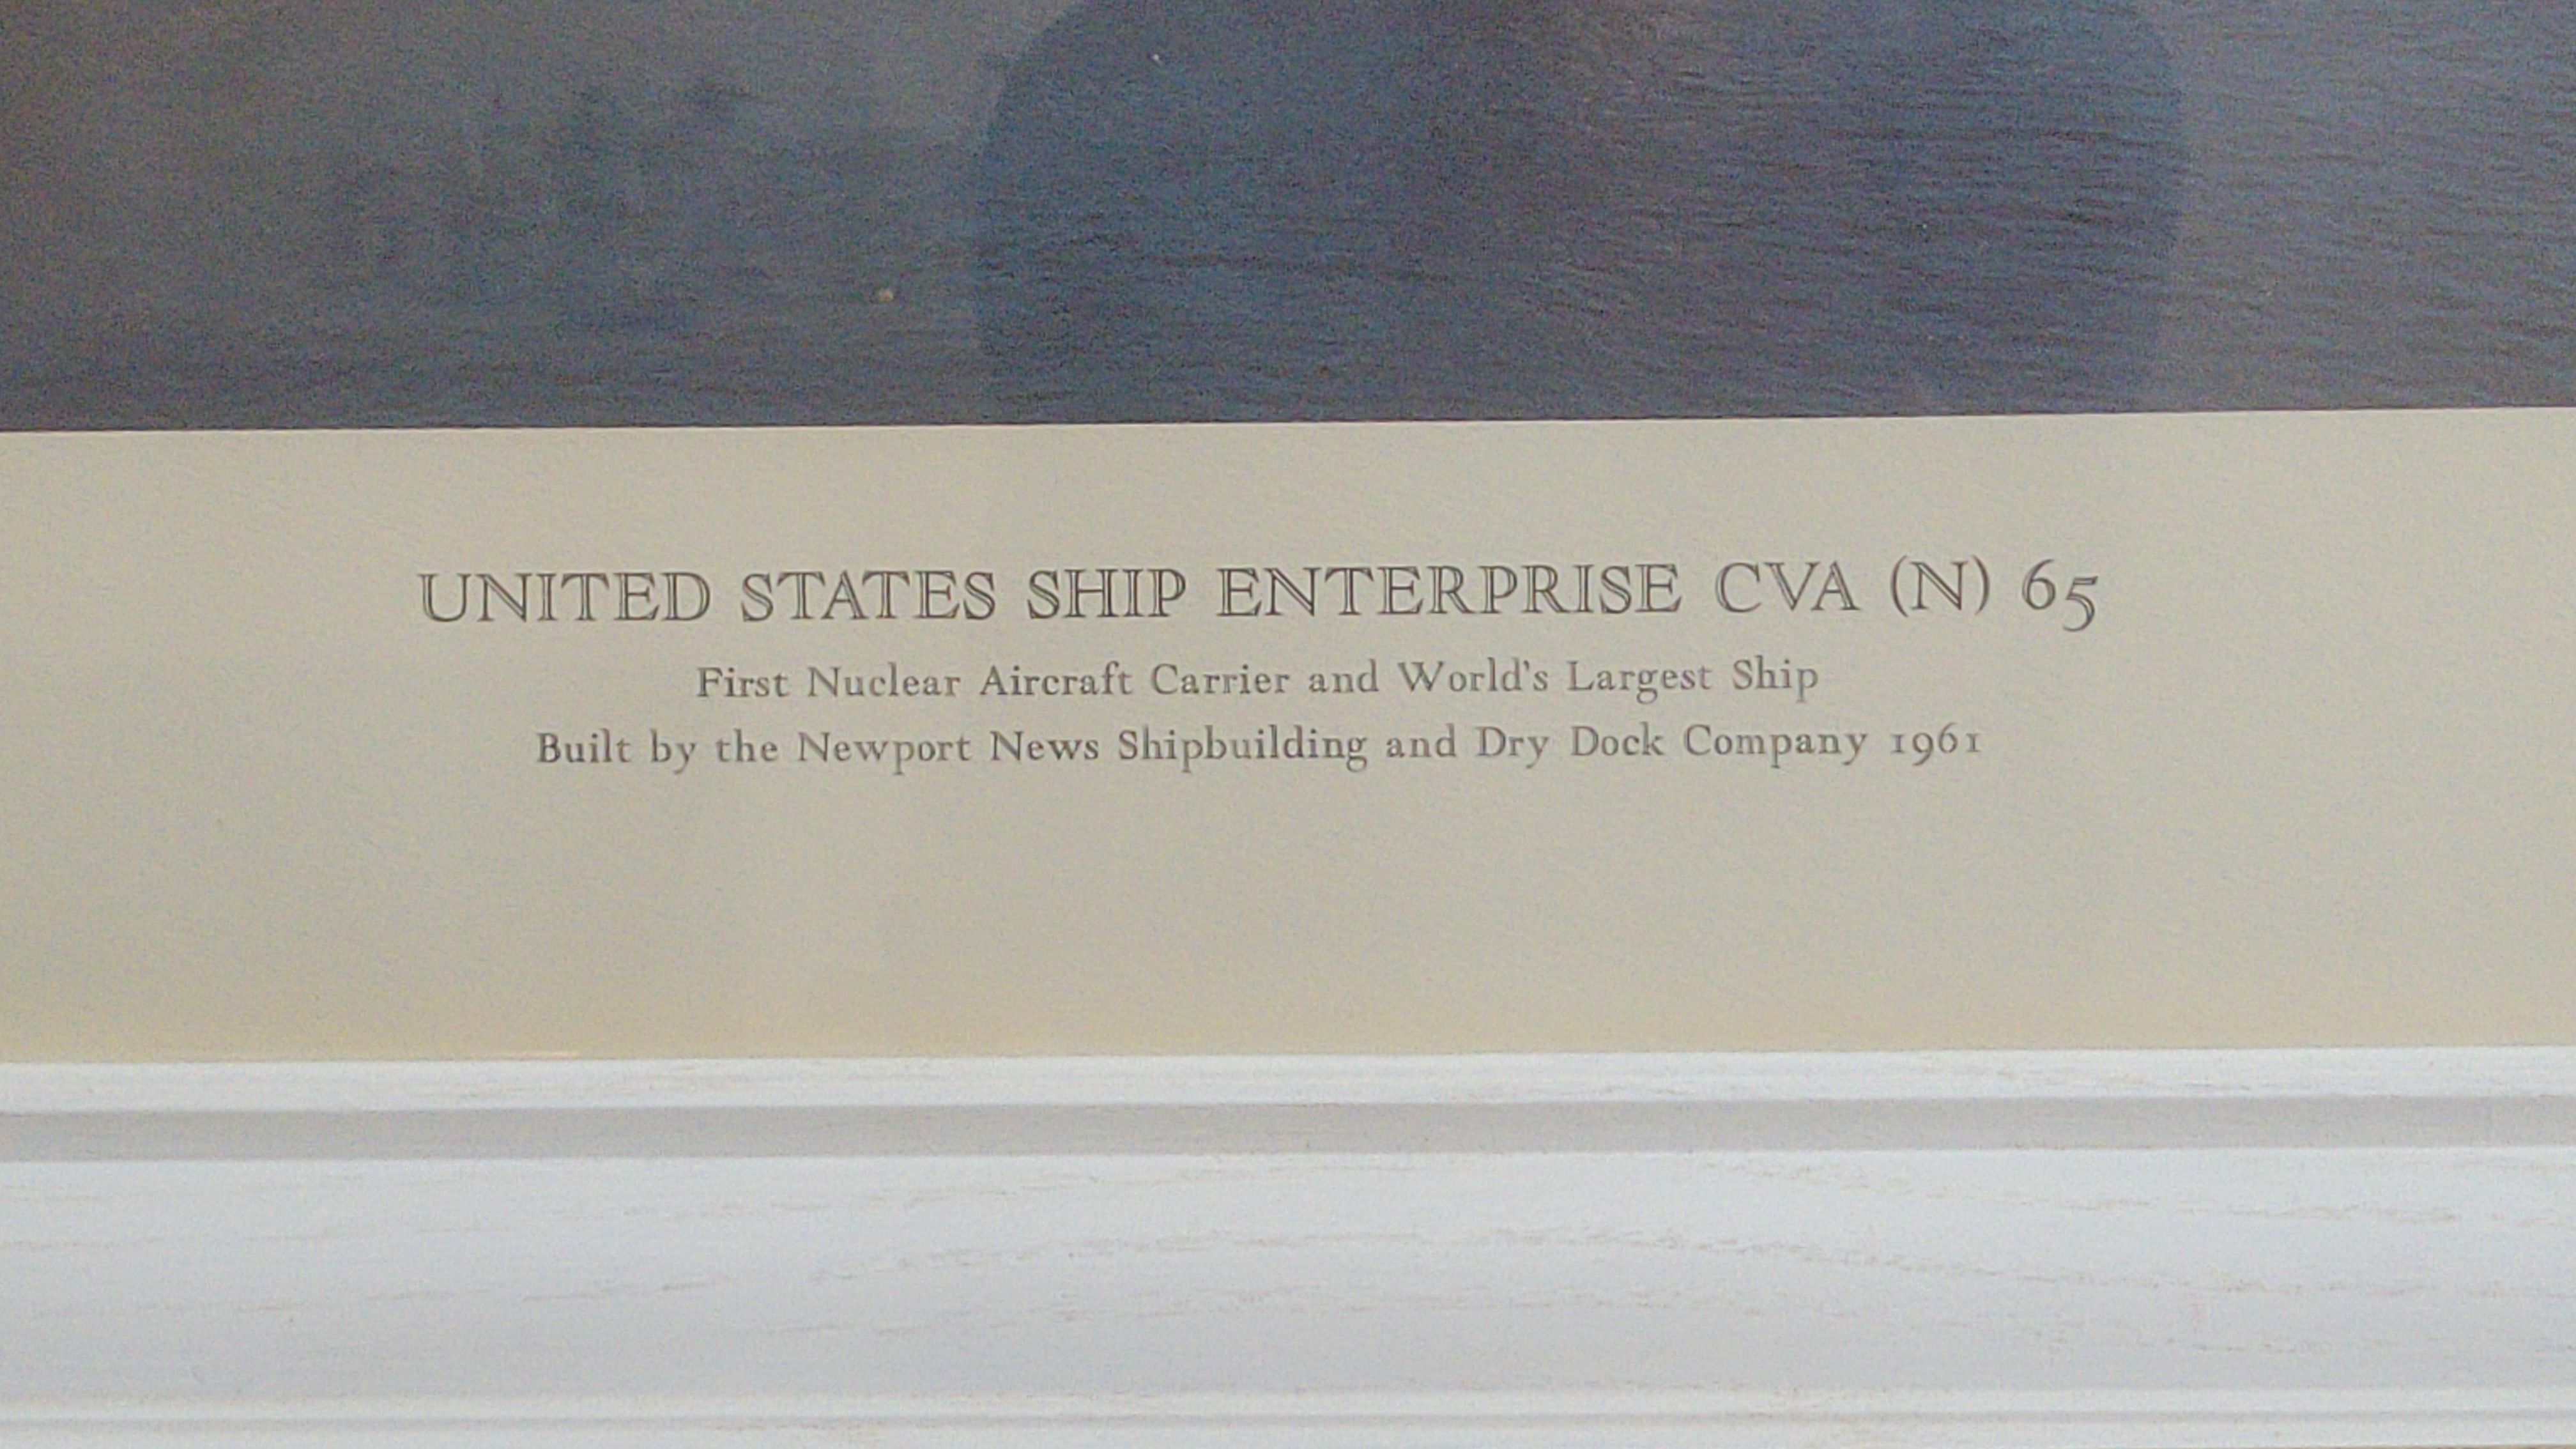 UNITED STATES SHIP ENTERPRISE CVA (N) 65
First Nuclear Aircraft Carrier and World's Largest Ship
Built by the Newport News Shipbuilding and Dry Dock Company 1961